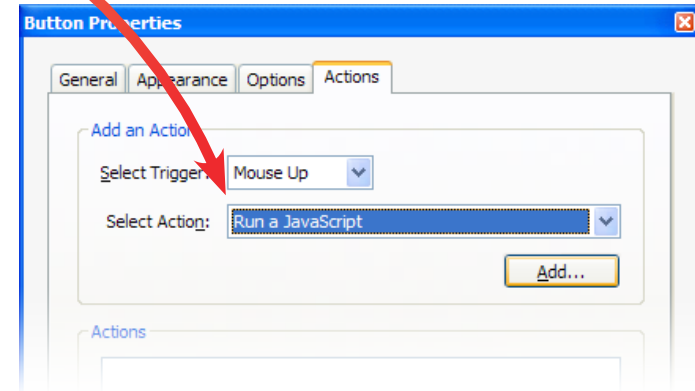 Button Properties
General Appearance Options Actions
Add an Action
Select Trigger: Mouse Up
Select Action: Run a JavaScript
Add...
Actions